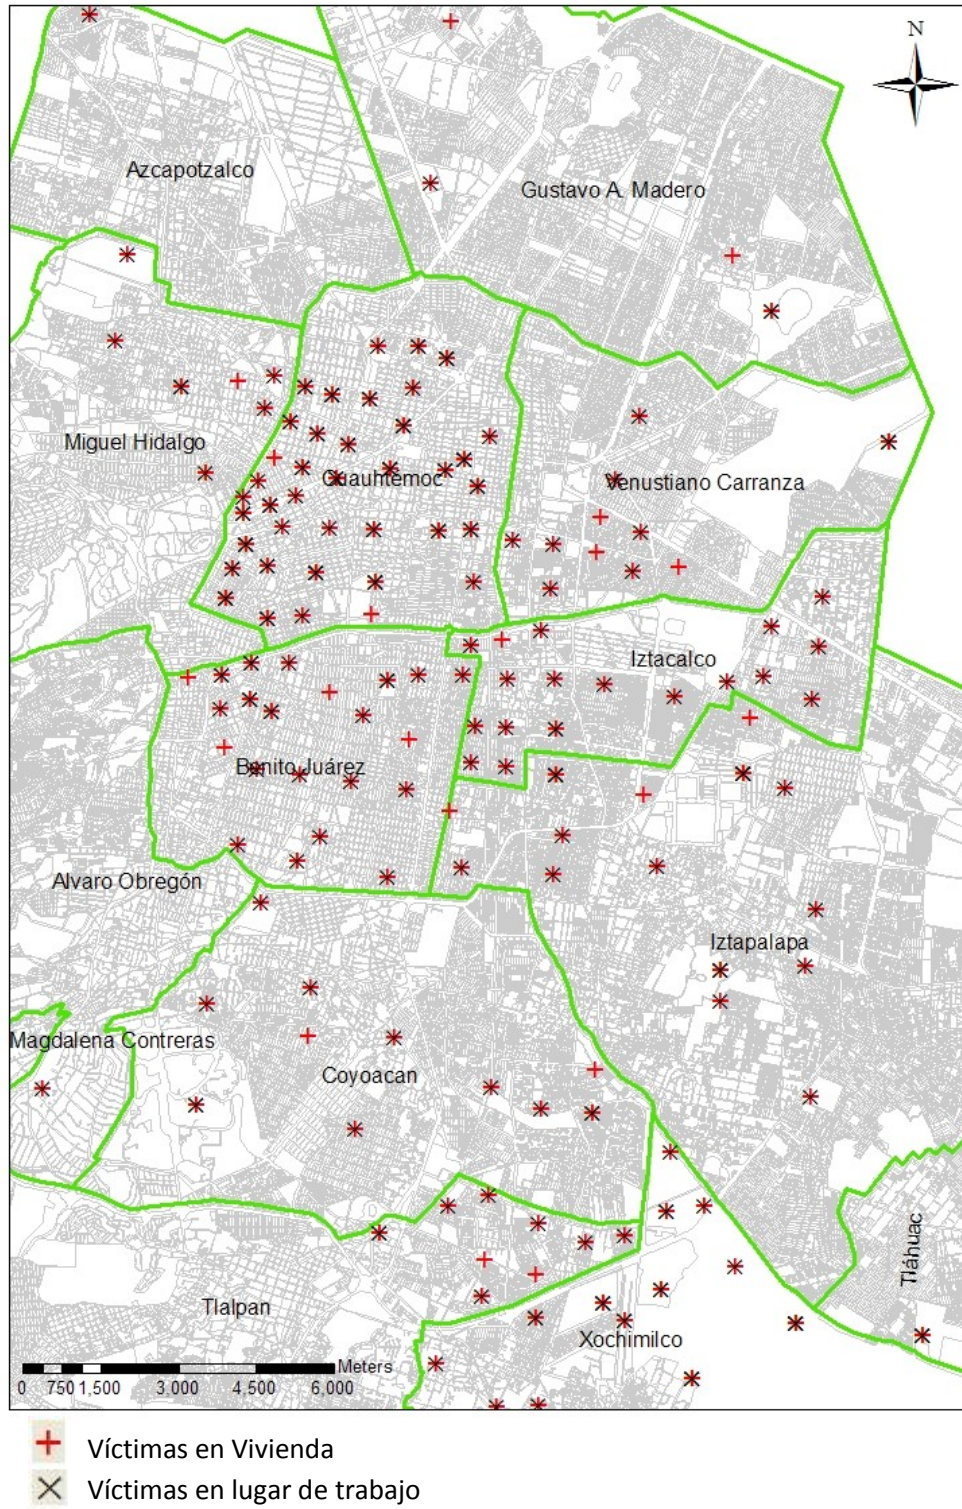 N
Azcapotzalco
Gustavo A. Madero
Miguel Hidalgo
Cuauhtemoc
Venustiano Carranza
Iztacalco
Benito Juárez
Alvaro Obregón
Iztapalapa
Magdalena Contreras
Coyoacan
Tláhuac
Tlalpan
Xochimilco
Meters
0 750 1,500 3.000 4,500 6,000
Víctimas en Vivienda
Víctimas en lugar de trabajo